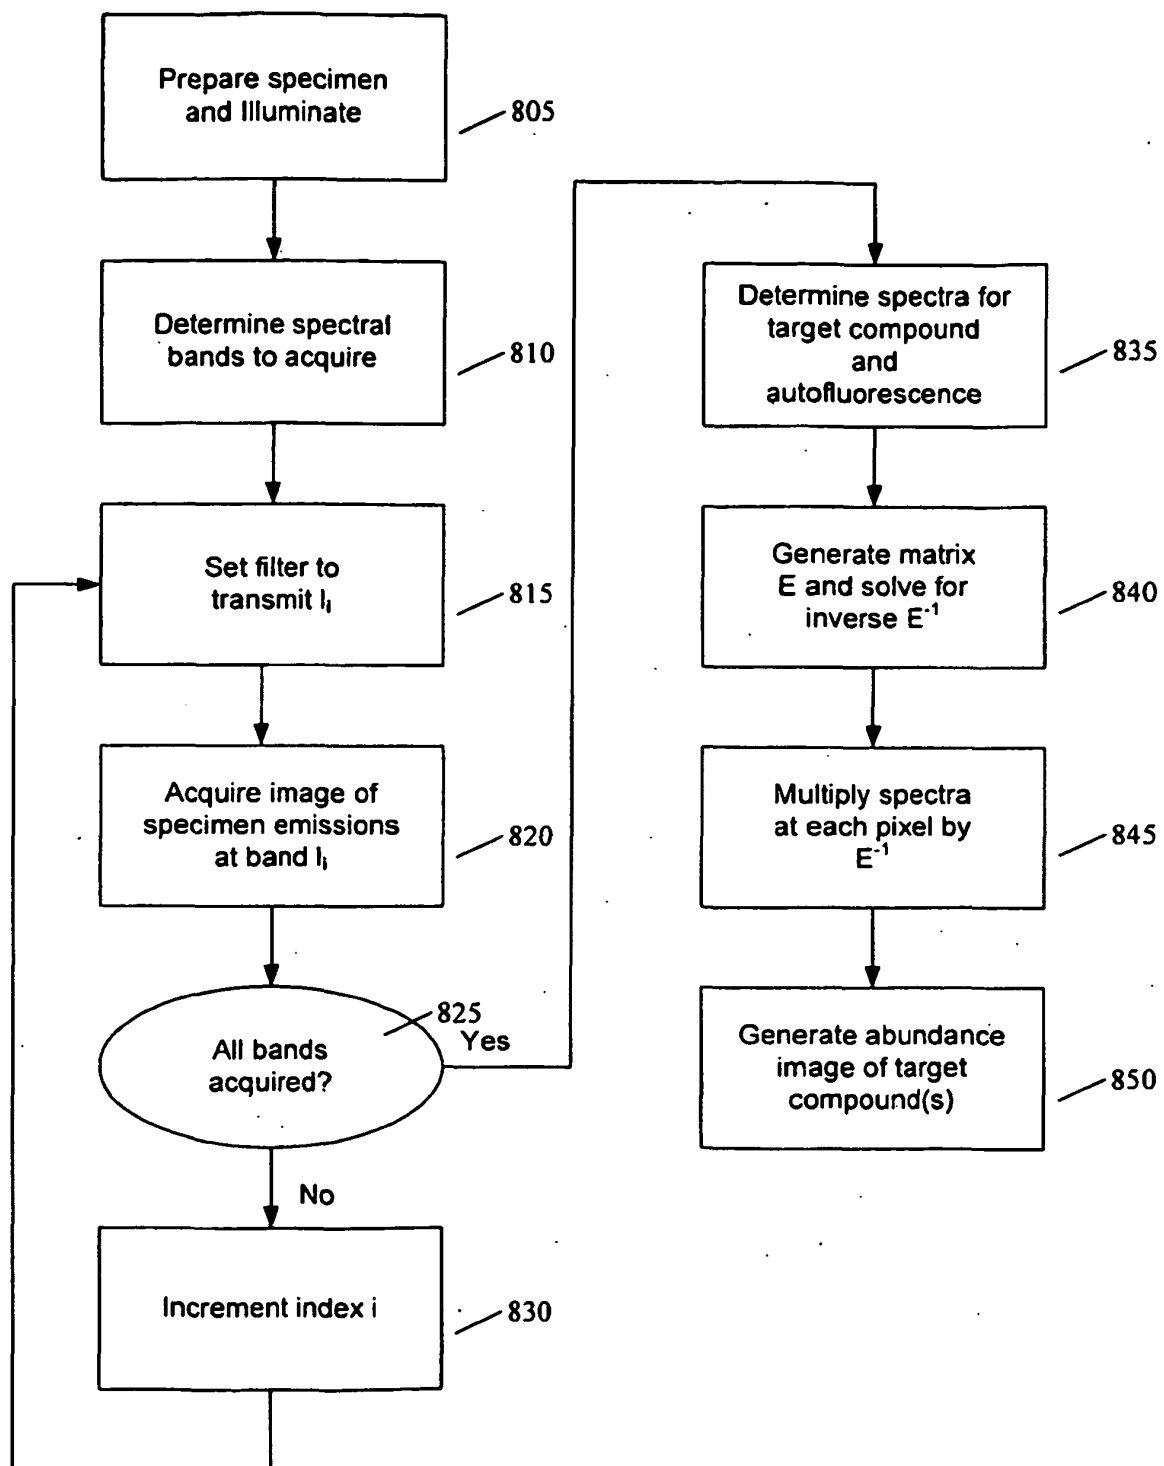 Prepare specimen
and Illuminate
805
Determine spectral
bands to acquire
810
Set filter to
transmit lᵢ
815
Acquire image of
specimen emissions
at band lᵢ
820
825
All bands
acquired?
Yes
No
Increment index i
830
Determine spectra for
target compound
and
autofluorescence
835
Generate matrix
E and solve for
inverse E⁻¹
840
Multiply spectra
at each pixel by
E⁻¹
845
Generate abundance
image of target
compound(s)
850